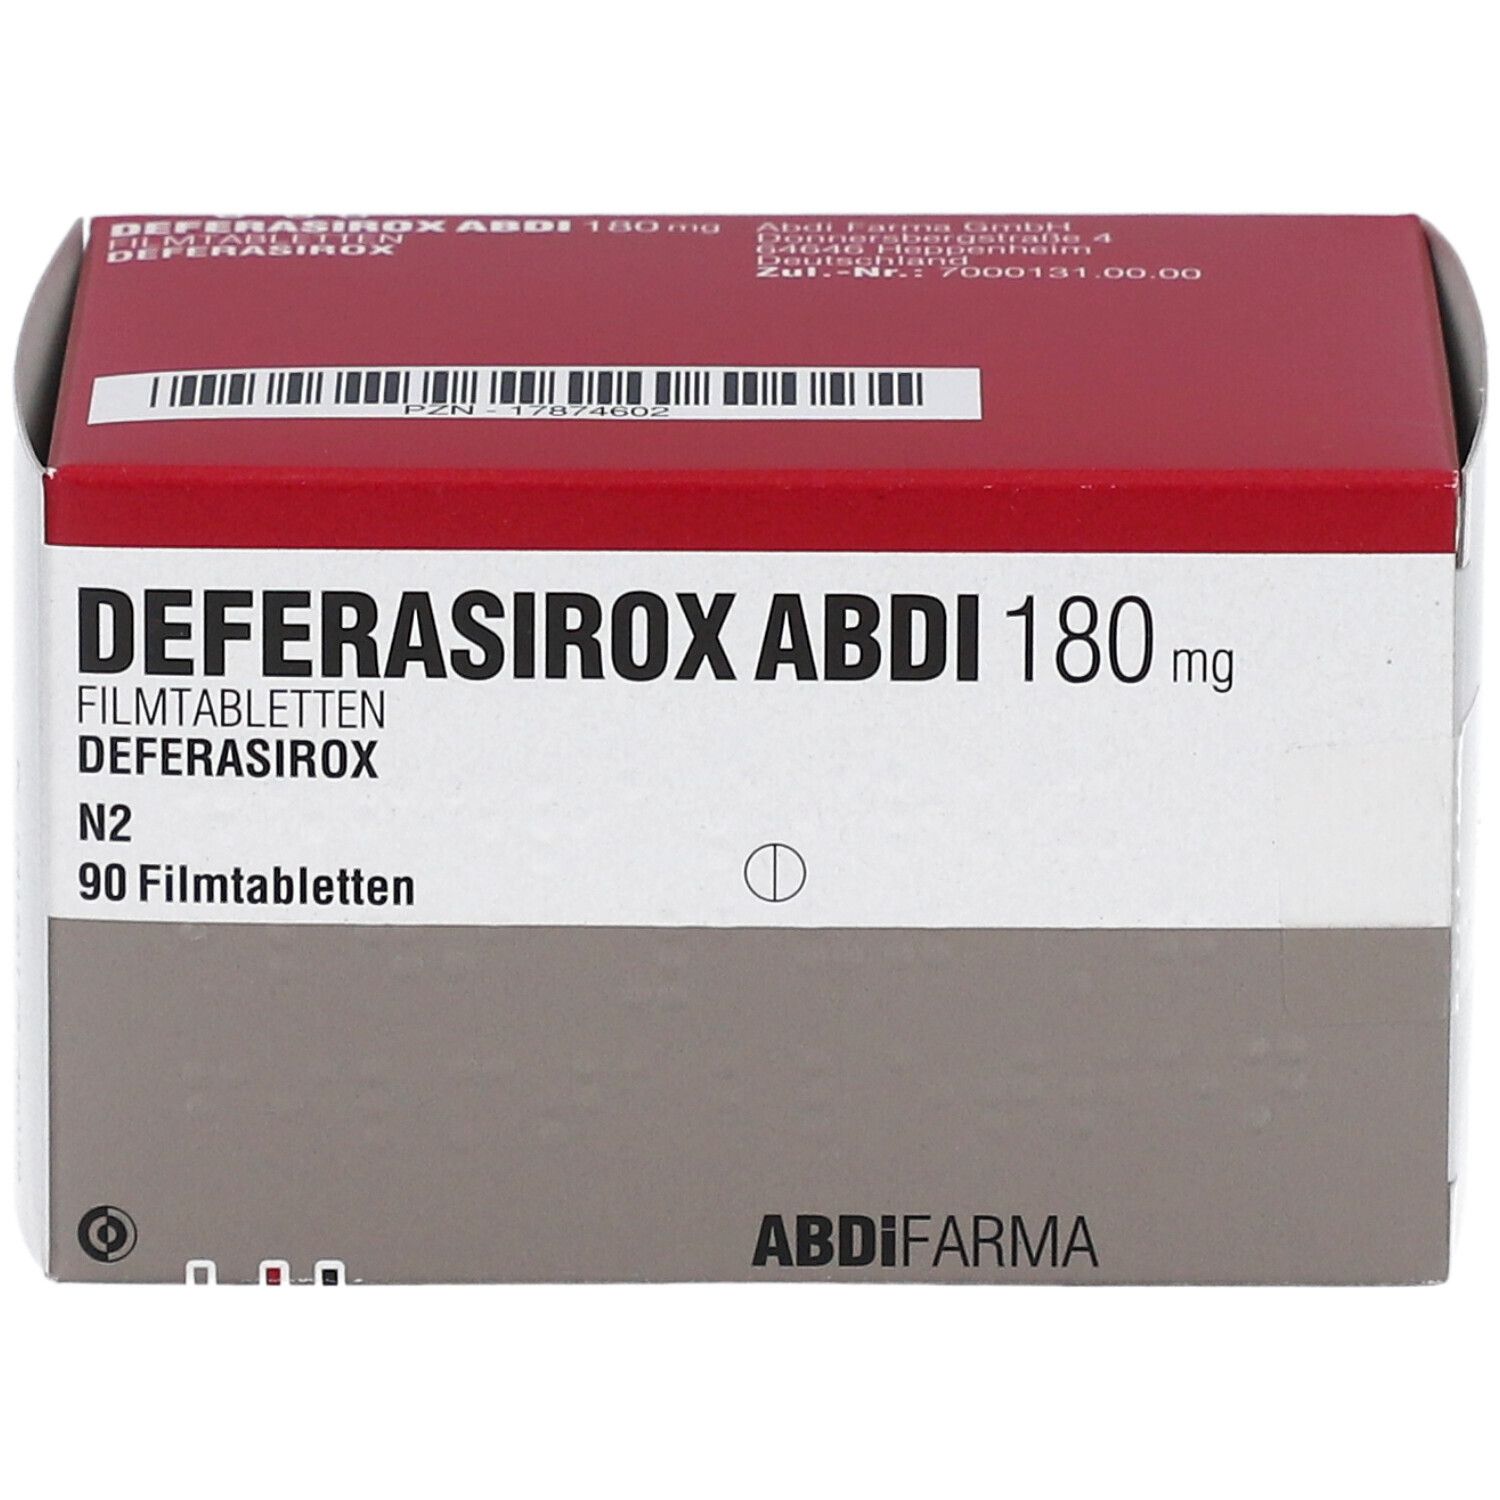 DEFERASIROX ABDI 180 mg
FILMTABLETTEN
DEFERASIROX
Abdi Farma GmbH
Donnersbergstraße 4
64646 Heppenheim
Deutschland
Zul.-Nr.: 7000131.00.00
PZN - 17874602
DEFERASIROX ABDI 180 mg
FILMTABLETTEN
DEFERASIROX
N2
90 Filmtabletten
ABDiFARMA